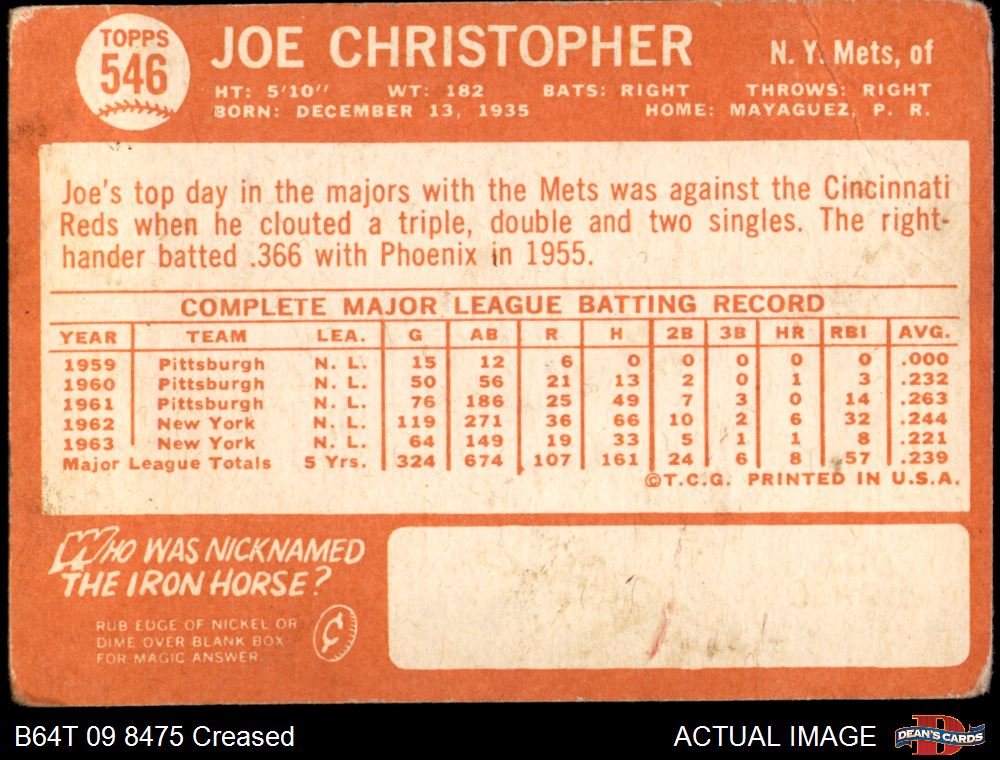 TOPPS
546
JOE CHRISTOPHER
N. Y. Mets, of
HT: 5'10'' WT: 182 BATS: RIGHT THROWS: RIGHT
BORN: DECEMBER 13, 1935 HOME: MAYAGUEZ, P. R.
Joe's top day in the majors with the Mets was against the Cincinnati
Reds when he clouted a triple, double and two singles. The right-
hander batted .366 with Phoenix in 1955.
COMPLETE MAJOR LEAGUE BATTING RECORD
YEAR TEAM LEA. G AB R H 2B 3B HR RBI AVG.
1959 Pittsburgh N. L. 15 12 6 0 0 0 0 0 .000
1960 Pittsburgh N. L. 50 56 21 13 2 0 1 3 .232
1961 Pittsburgh N. L. 76 186 25 49 7 3 0 14 .263
1962 New York N. L. 119 271 36 66 10 2 6 32 .244
1963 New York N. L. 64 149 19 33 5 1 1 8 .221
Major League Totals 5 Yrs. 324 674 107 161 24 6 8 57 .239
©T.C.G. PRINTED IN U.S.A.
WHO WAS NICKNAMED
THE IRON HORSE?
RUB EDGE OF NICKEL OR
DIME OVER BLANK BOX
FOR MAGIC ANSWER
¢
B64T 09 8475 Creased
ACTUAL IMAGE
D
DEAN'S CARDS